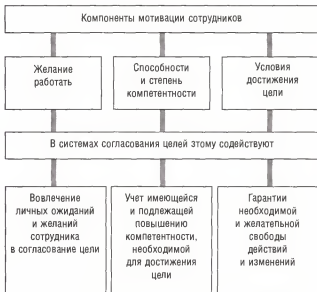 Компоненты мотивации сотрудников
Желание
работать
Способности
и степень
компетентности
Условия
достижения
цели
В системах согласования целей этому содействуют
Вовлечение
личных ожиданий
и желаний
сотрудника
в согласование цели
Учет имеющейся
и подлежащей
повышению
компетентности,
необходимой
для достижения
цели
Гарантии
необходимой
и желательной
свободы
действий
и изменений